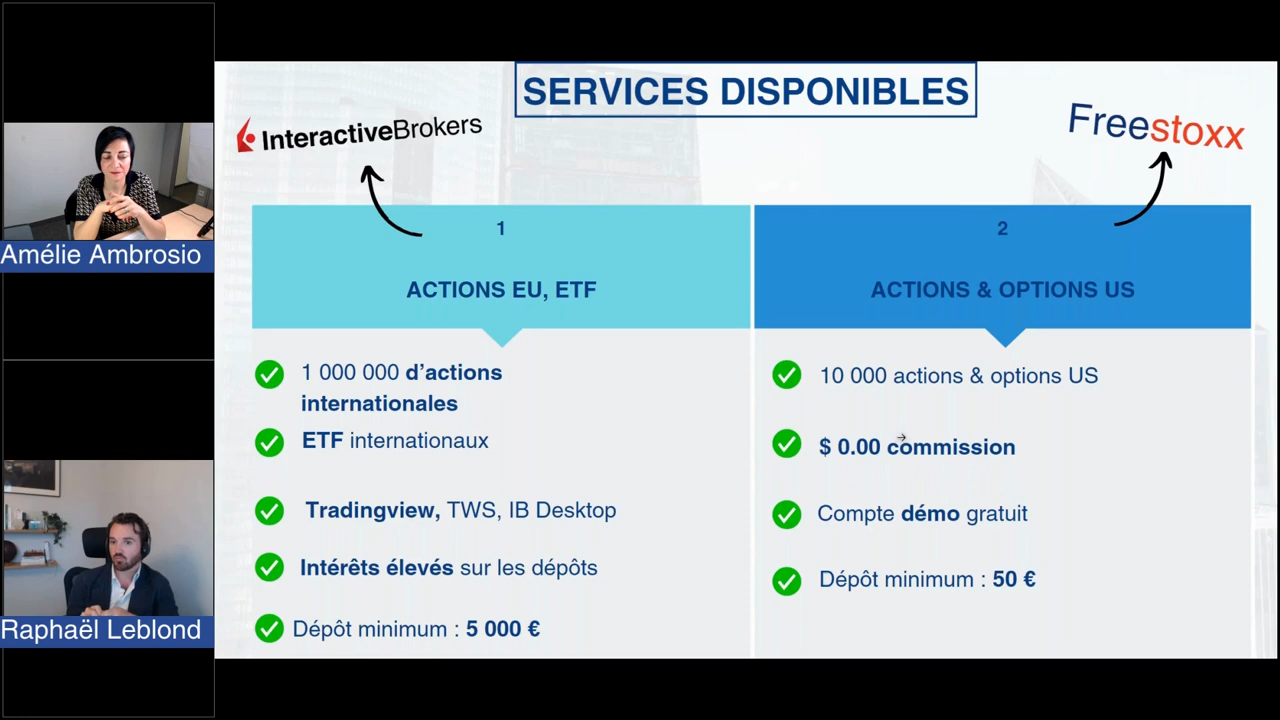 SERVICES DISPONIBLES
InteractiveBrokers
Freestoxx
Amélie Ambrosio
Raphaël Leblond
1
ACTIONS EU, ETF
1 000 000 d’actions
internationales
ETF internationaux
Tradingview, TWS, IB Desktop
Intérêts élevés sur les dépôts
Dépôt minimum : 5 000 €
2
ACTIONS & OPTIONS US
10 000 actions & options US
$ 0.00 commission
Compte démo gratuit
Dépôt minimum : 50 €